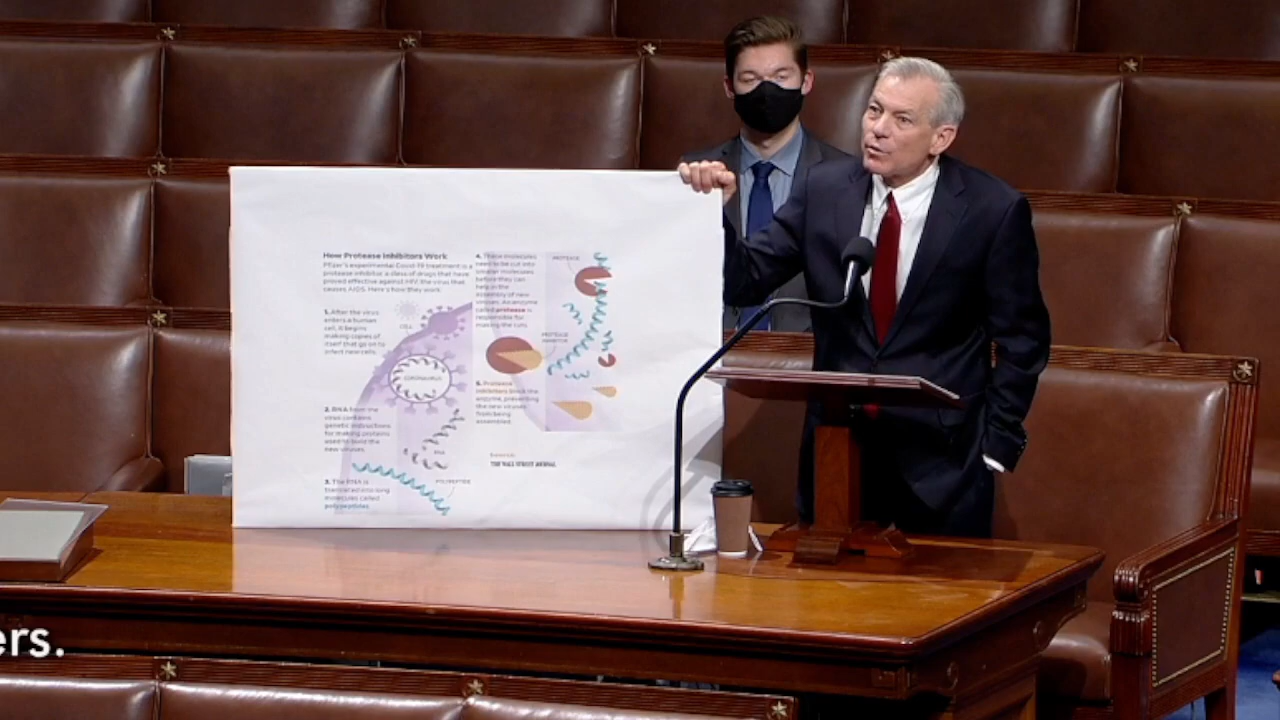 How Protease Inhibitors Work
Pfizer's experimental Covid-19 treatment is a
protease inhibitor, a class of drugs that have
proved effective against HIV, the virus that
causes AIDS. Here's how they work.
1. After the virus
enters a human
cell, it begins
making copies of
itself that go on to
infect new cells.
CELL
CORONAVIRUS
2. RNA from the
virus contains
genetic instructions
for making proteins
used to build the
new viruses.
RNA
3. The RNA is
translated into long
molecules called
polypeptides
POLYPEPTIDE
4. These molecules
need to be cut into
smaller molecules
before they can
help in the
assembly of new
viruses. An enzyme
called protease is
responsible for
making the cuts.
PROTEASE
PROTEASE
INHIBITOR
5. Protease
inhibitors block the
enzyme, preventing
the new viruses
from being
assembled.
THE WALL STREET JOURNAL
ers.